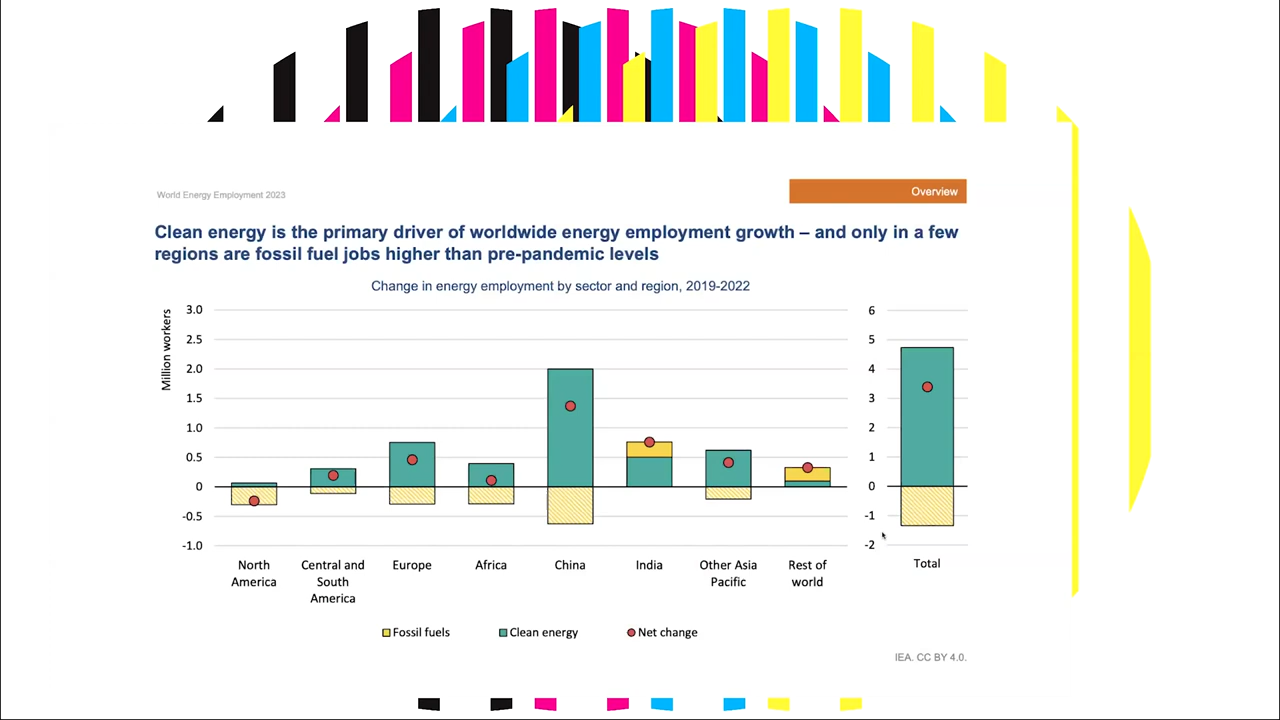 World Energy Employment 2023
Overview
Clean energy is the primary driver of worldwide energy employment growth – and only in a few
regions are fossil fuel jobs higher than pre-pandemic levels
Change in energy employment by sector and region, 2019-2022
Million workers
3.0
2.5
2.0
1.5
1.0
0.5
0
-0.5
-1.0
6
5
4
3
2
1
0
-1
-2
North
America
Central and
South
America
Europe
Africa
China
India
Other Asia
Pacific
Rest of
world
Total
Fossil fuels
Clean energy
Net change
IEA. CC BY 4.0.